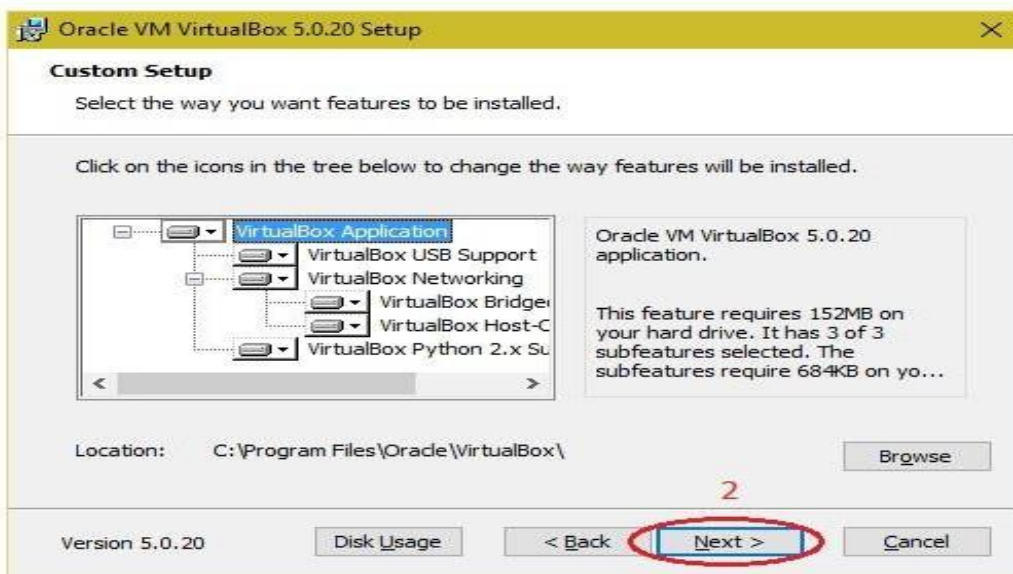 Oracle VM VirtualBox 5.0.20 Setup
Custom Setup
Select the way you want features to be installed.
Click on the icons in the tree below to change the way features will be installed.
VirtualBox Application
VirtualBox USB Support
VirtualBox Networking
VirtualBox Bridge
VirtualBox Host-C
VirtualBox Python 2.x Su
Oracle VM VirtualBox 5.0.20
application.
This feature requires 152MB on
your hard drive. It has 3 of 3
subfeatures selected. The
subfeatures require 684KB on yo...
Location: C:\Program Files\Oracle\VirtualBox\
Browse
2
Version 5.0.20 Disk Usage < Back Next > Cancel